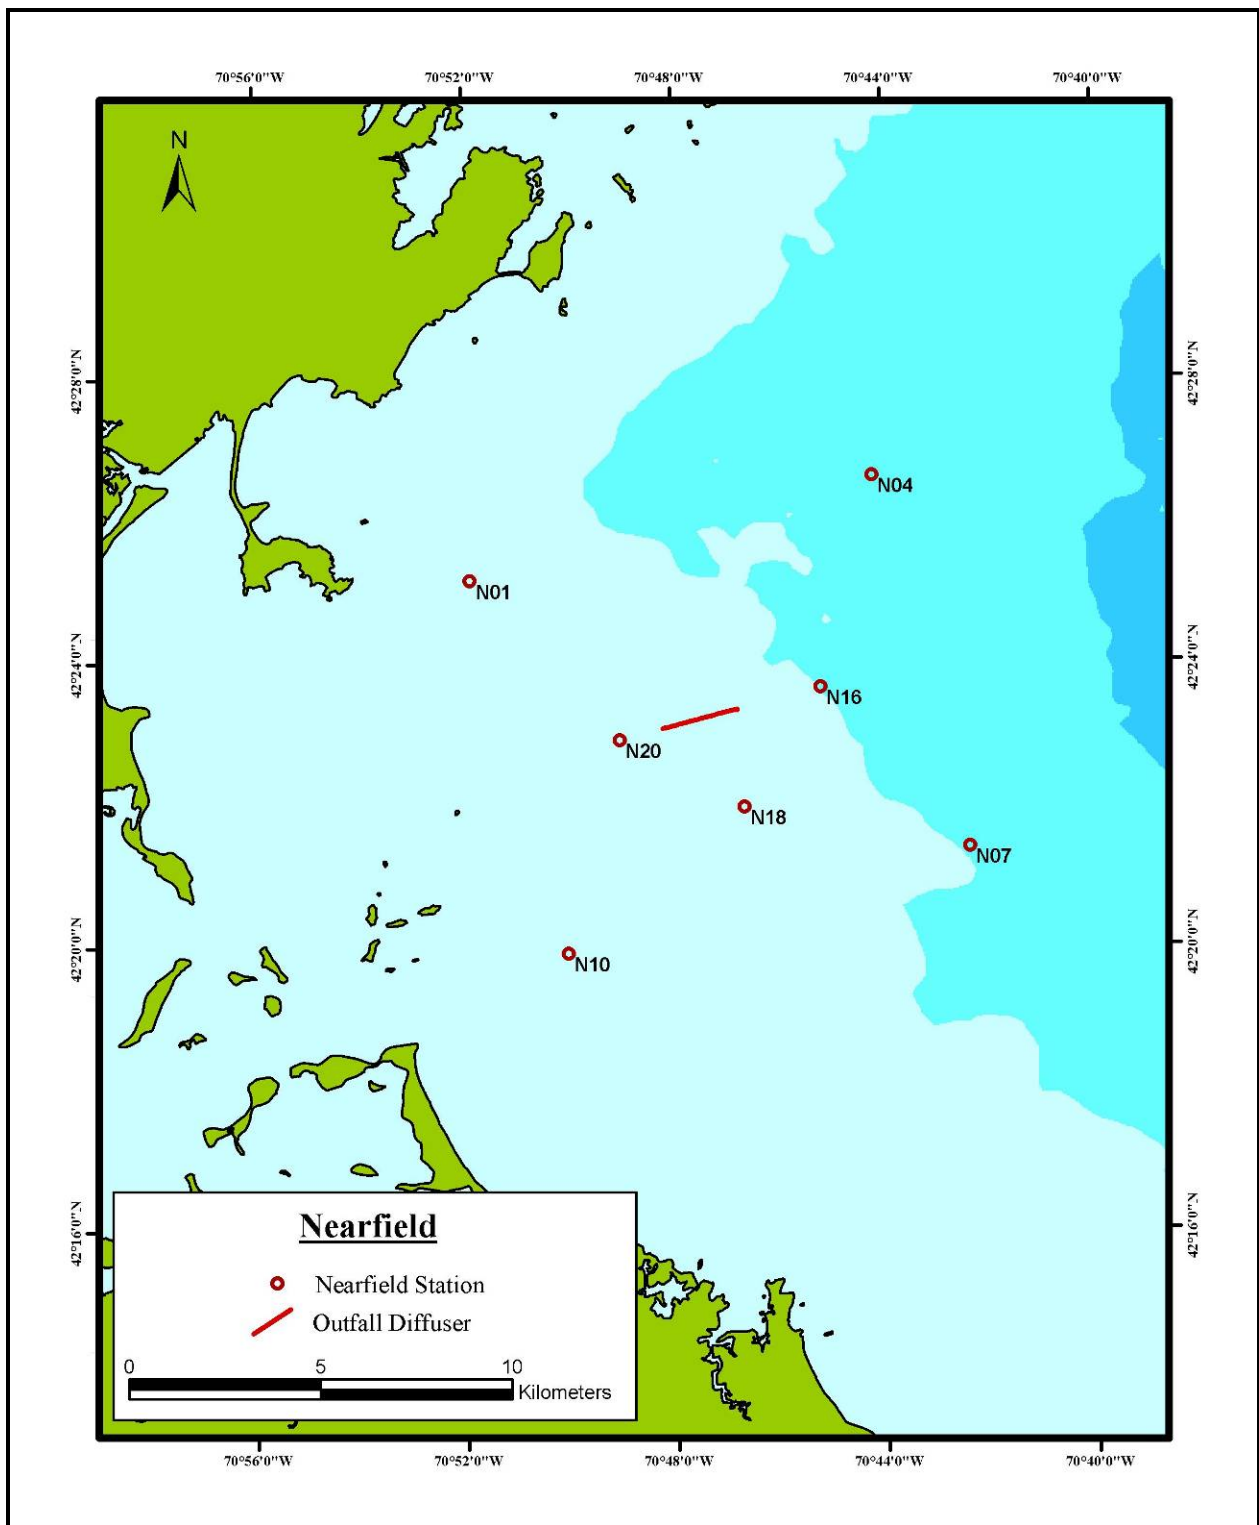 70°56'0"W 70°52'0"W 70°48'0"W 70°44'0"W 70°40'0"W
N
42°28'0"N 42°28'0"N
N04
N01
42°24'0"N 42°24'0"N
N16
N20
N18
N07
42°20'0"N 42°20'0"N
N10
42°16'0"N 42°16'0"N
Nearfield
Nearfield Station
Outfall Diffuser
0 5 10
Kilometers
70°56'0"W 70°52'0"W 70°48'0"W 70°44'0"W 70°40'0"W